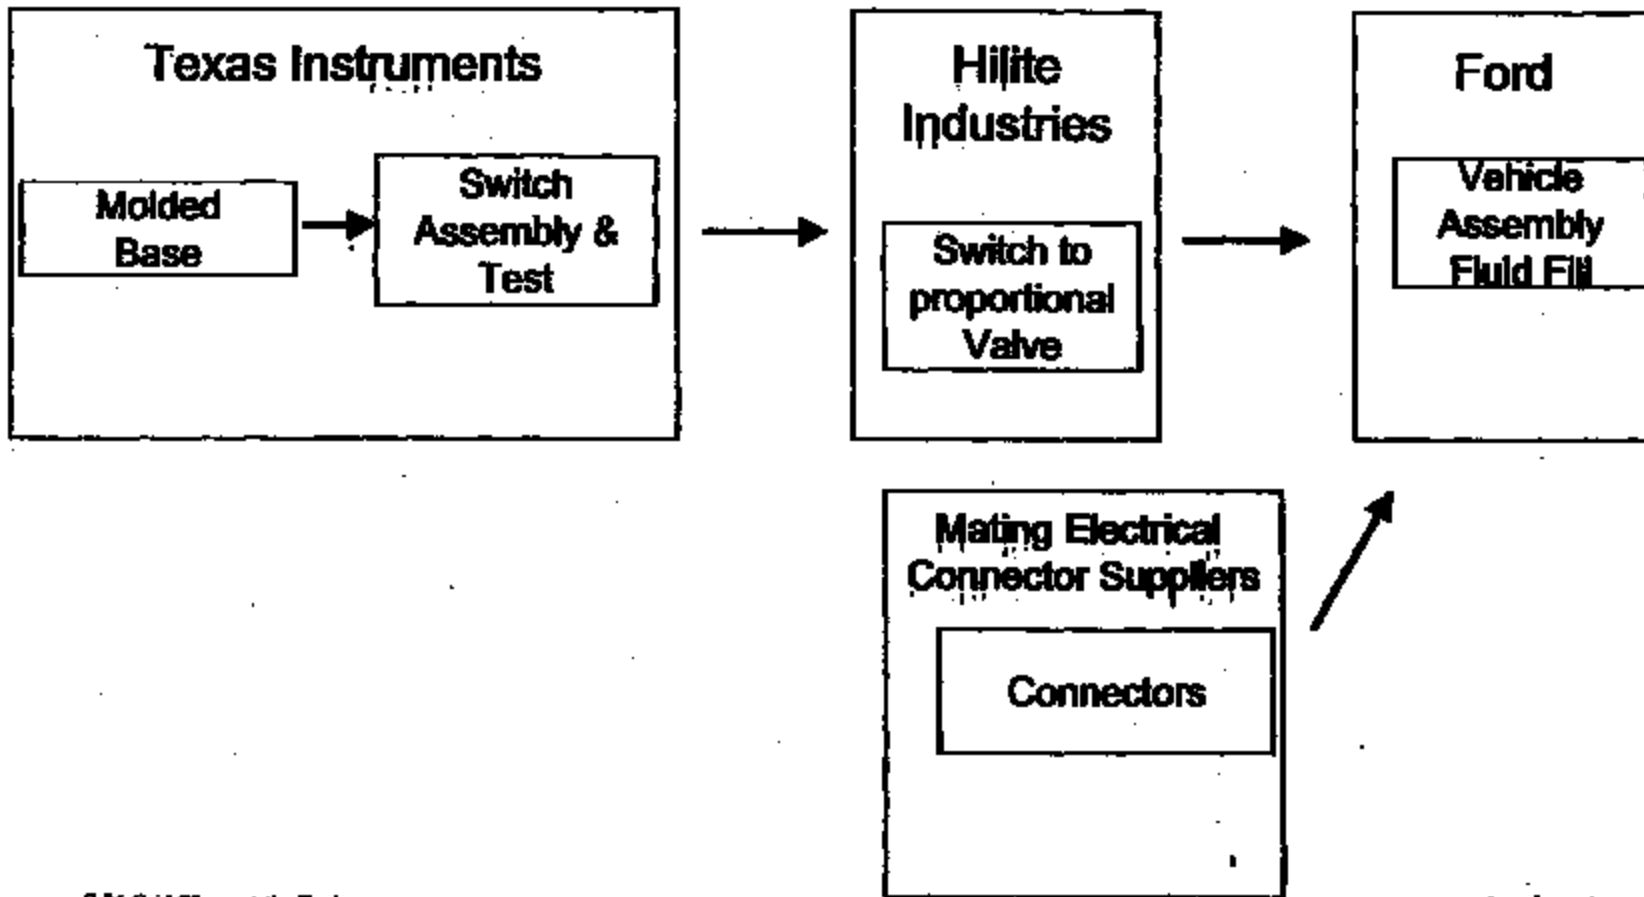 Texas Instruments
Molded
Base
Switch
Assembly &
Test
Hilite
Industries
Switch to
proportional
Valve
Ford
Vehicle
Assembly
Fluid Fill
Mating Electrical
Connector Suppliers
Connectors